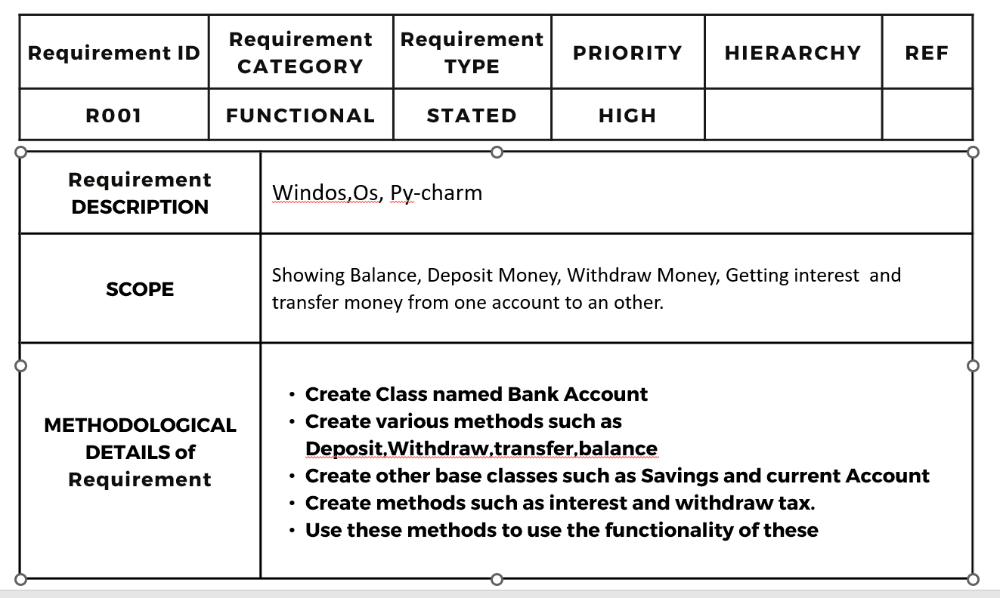 Requirement ID
Requirement
CATEGORY
Requirement
TYPE
PRIORITY
HIERARCHY
REF
R001
FUNCTIONAL
STATED
HIGH
Requirement
DESCRIPTION
Windos,Os, Py-charm
SCOPE
Showing Balance, Deposit Money, Withdraw Money, Getting interest  and
transfer money from one account to an other.
METHODOLOGICAL
DETAILS of
Requirement
• Create Class named Bank Account
• Create various methods such as
Deposit,Withdraw,transfer,balance
• Create other base classes such as Savings and current Account
• Create methods such as interest and withdraw tax.
• Use these methods to use the functionality of these